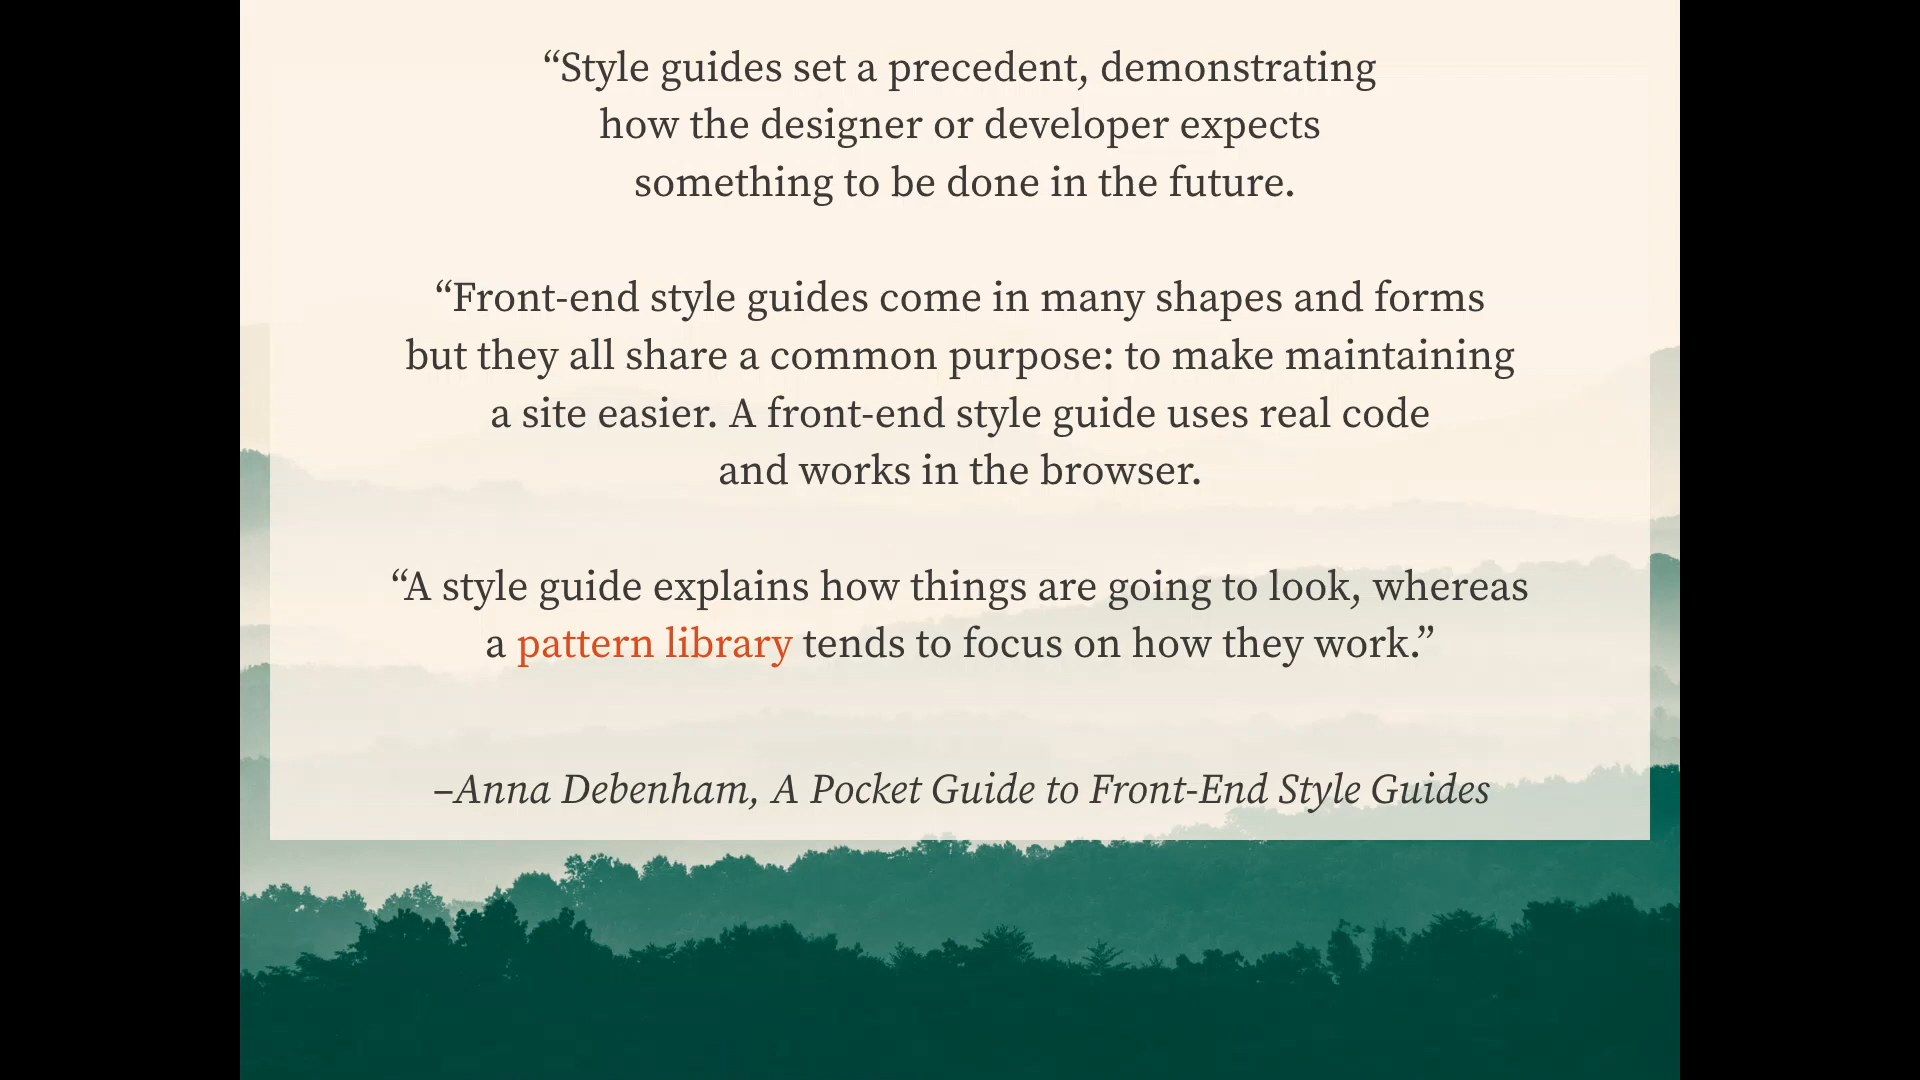 “Style guides set a precedent, demonstrating
how the designer or developer expects
something to be done in the future.
“Front-end style guides come in many shapes and forms
but they all share a common purpose: to make maintaining
a site easier. A front-end style guide uses real code
and works in the browser.
“A style guide explains how things are going to look, whereas
a pattern library tends to focus on how they work.”
–Anna Debenham, A Pocket Guide to Front-End Style Guides